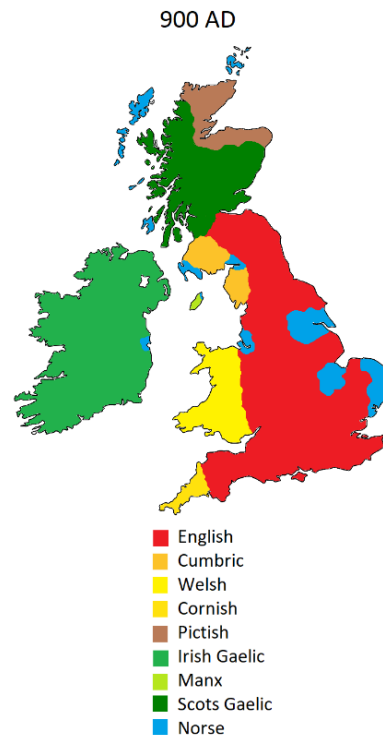 900 AD
English
Cumbric
Welsh
Cornish
Pictish
Irish Gaelic
Manx
Scots Gaelic
Norse